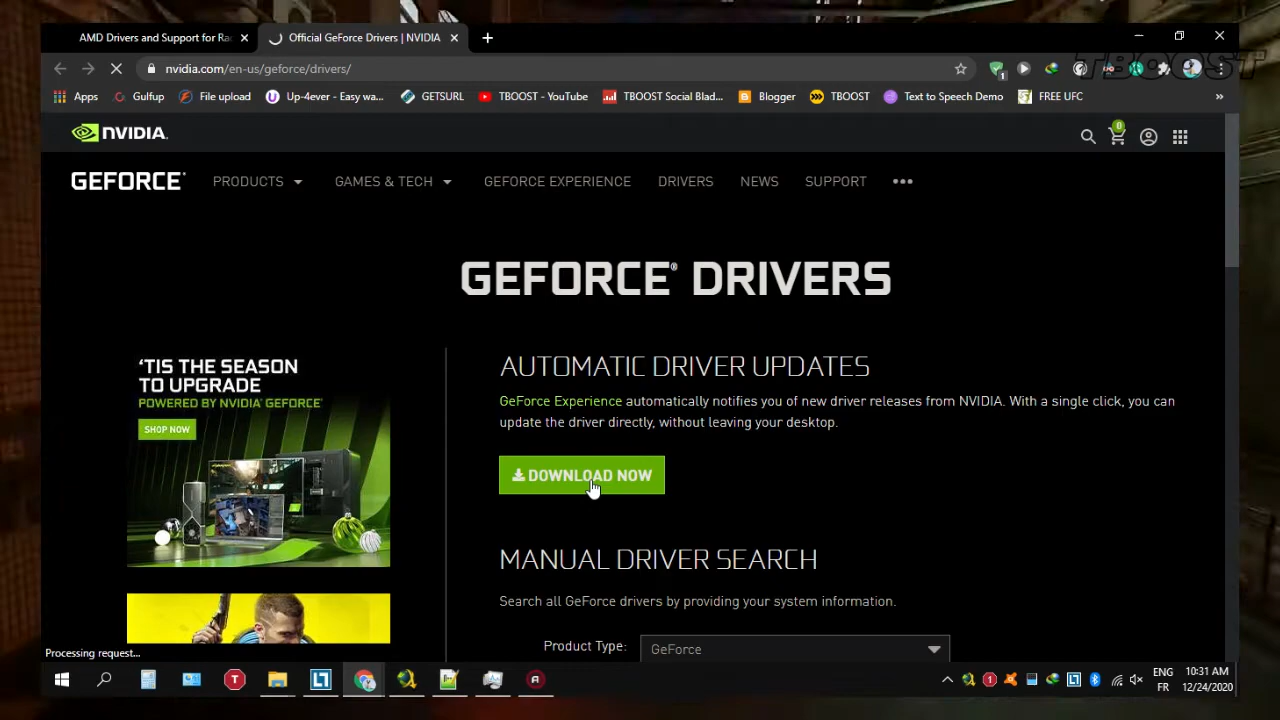 TBOOST
AMD Drivers and Support for Ra
Official GeForce Drivers | NVIDIA
nvidia.com/en-us/geforce/drivers/
Apps
Gulfup
File upload
Up-4ever - Easy wa...
GETSURL
TBOOST - YouTube
TBOOST Social Blad...
Blogger
TBOOST
Text to Speech Demo
FREE UFC
»
NVIDIA.
0
GEFORCE®
PRODUCTS
GAMES & TECH
GEFORCE EXPERIENCE
DRIVERS
NEWS
SUPPORT
GEFORCE® DRIVERS
'TIS THE SEASON
TO UPGRADE
POWERED BY NVIDIA® GEFORCE®
SHOP NOW
AUTOMATIC DRIVER UPDATES
GeForce Experience automatically notifies you of new driver releases from NVIDIA. With a single click, you can
update the driver directly, without leaving your desktop.
DOWNLOAD NOW
MANUAL DRIVER SEARCH
Search all GeForce drivers by providing your system information.
Product Type:
GeForce
Processing request...
ENG
FR
10:31 AM
12/24/2020